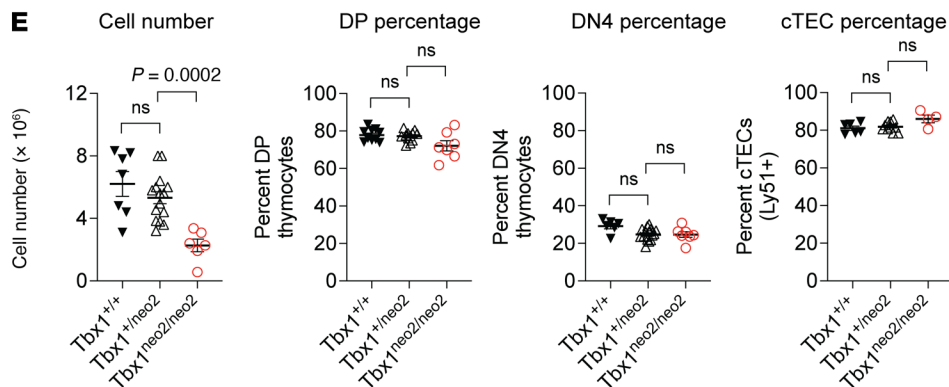 E
Cell number
P = 0.0002
ns
Cell number (× 10⁶)
12
8
4
0
Tbx1+/+
Tbx1+/neo2
Tbx1neo2/neo2
DP percentage
ns
ns
Percent DP
thymocytes
100
80
60
40
20
0
Tbx1+/+
Tbx1+/neo2
Tbx1neo2/neo2
DN4 percentage
ns
ns
Percent DN4
thymocytes
100
80
60
40
20
0
Tbx1+/+
Tbx1+/neo2
Tbx1neo2/neo2
cTEC percentage
ns
ns
Percent cTECs
(Ly51+)
100
80
60
40
20
0
Tbx1+/+
Tbx1+/neo2
Tbx1neo2/neo2